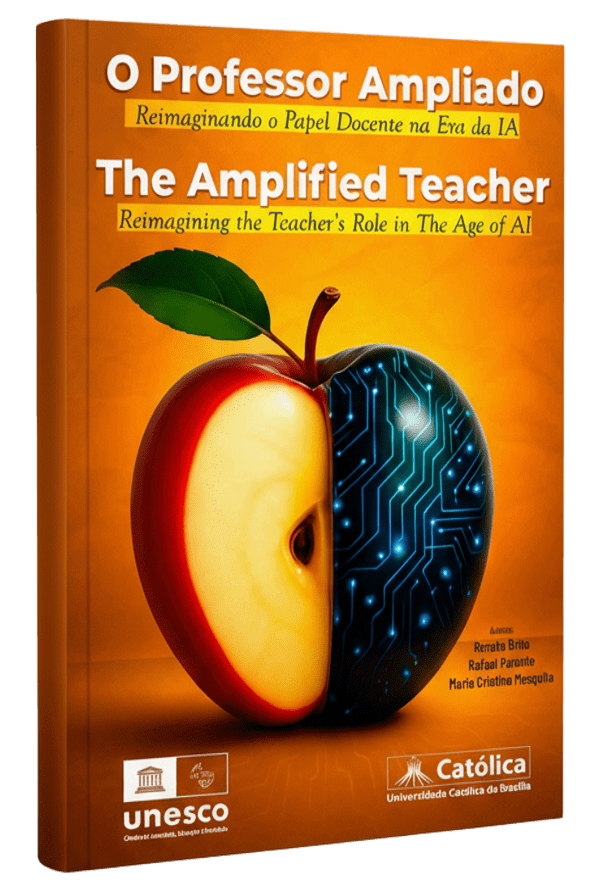 O Professor Ampliado
Reimaginando o Papel Docente na Era da IA
The Amplified Teacher
Reimagining the Teacher's Role in The Age of AI
Renata Brito
Rafael Parente
Maria Cristina Mesquita
unesco
Católica
Universidade Católica de Brasília